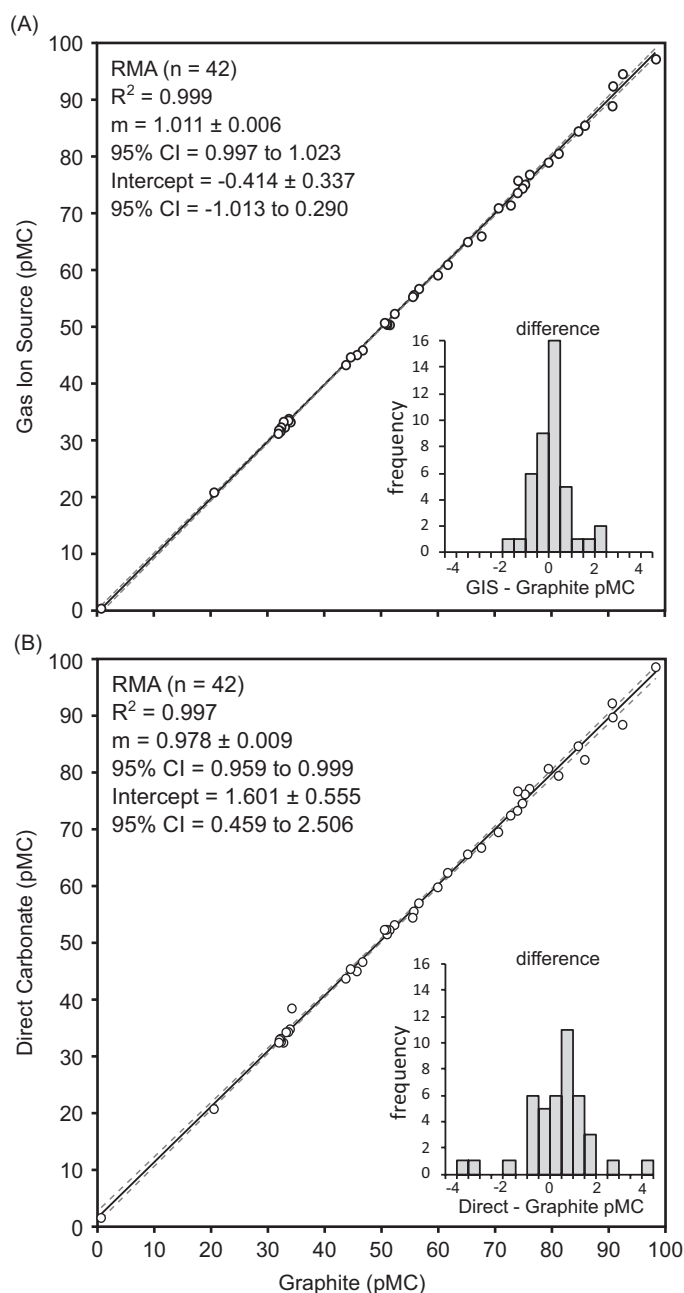 (A)
100
90
80
70
60
50
40
30
20
10
0
Gas Ion Source (pMC)
RMA (n = 42)
R² = 0.999
m = 1.011 ± 0.006
95% CI = 0.997 to 1.023
Intercept = -0.414 ± 0.337
95% CI = -1.013 to 0.290
difference
16
14
12
10
8
6
4
2
0
frequency
-4 -2 0 2 4
GIS - Graphite pMC
(B)
100
90
80
70
60
50
40
30
20
10
0
Direct Carbonate (pMC)
RMA (n = 42)
R² = 0.997
m = 0.978 ± 0.009
95% CI = 0.959 to 0.999
Intercept = 1.601 ± 0.555
95% CI = 0.459 to 2.506
difference
16
14
12
10
8
6
4
2
0
frequency
-4 -2 0 2 4
Direct - Graphite pMC
0 10 20 30 40 50 60 70 80 90 100
Graphite (pMC)